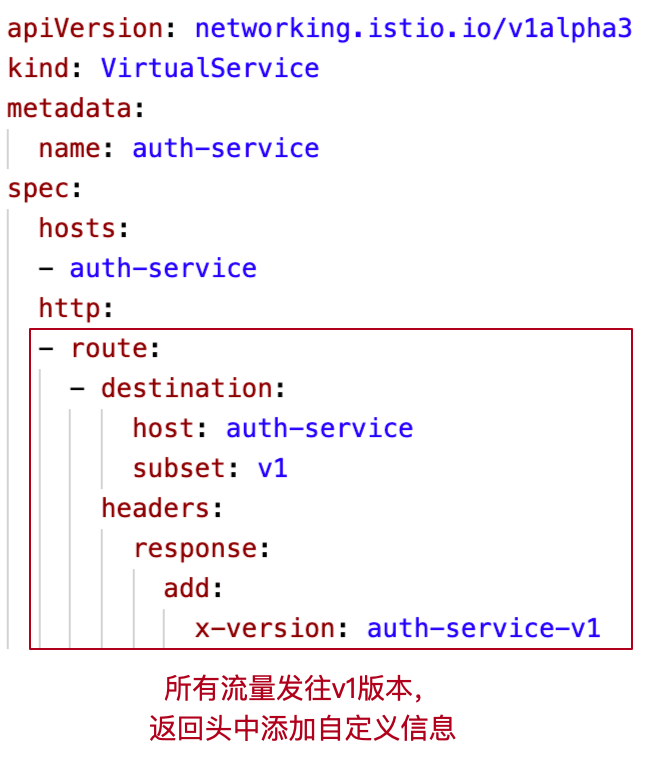 apiVersion: networking.istio.io/v1alpha3
kind: VirtualService
metadata:
  name: auth-service
spec:
  hosts:
  - auth-service
  http:
  - route:
    - destination:
        host: auth-service
        subset: v1
      headers:
        response:
          add:
            x-version: auth-service-v1
所有流量发往v1版本，
返回头中添加自定义信息